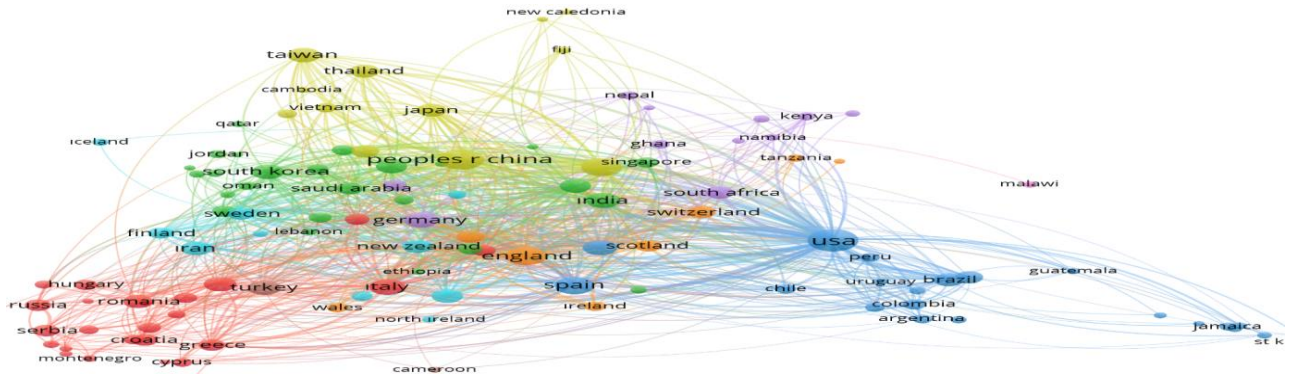 new caledonia
taiwan
fiji
thailand
cambodia
nepal
vietnam
japan
kenya
qatar
iceland
namibia
ghana
jordan
peoples r china
singapore
tanzania
south korea
malawi
oman
saudi arabia
south africa
india
sweden
switzerland
germany
finland
lebanon
usa
iran
new zealand
scotland
england
peru
ethiopia
guatemala
hungary
uruguay
brazil
turkey
italy
spain
chile
russia
romania
wales
ireland
colombia
north ireland
argentina
serbia
jamaica
croatia
greece
st k
montenegro
cyprus
cameroon